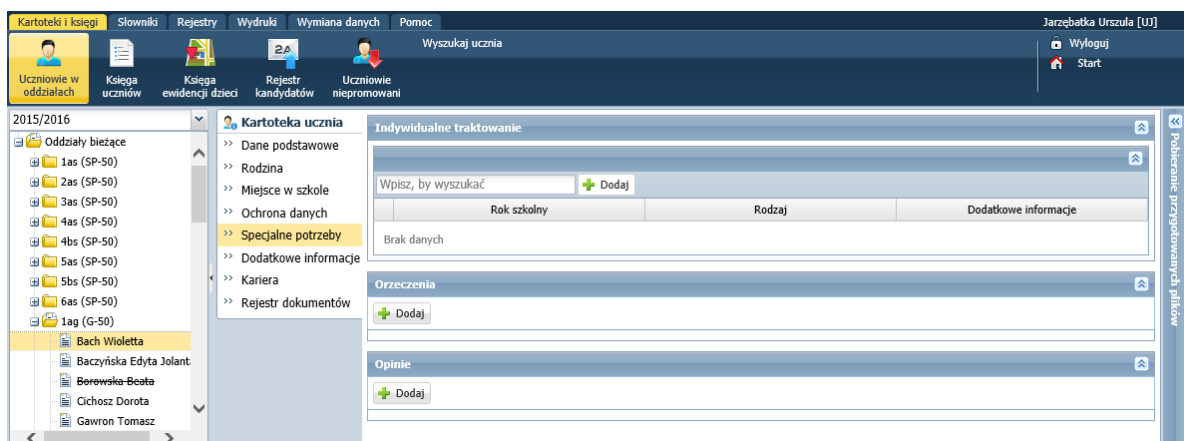 Kartoteki i księgi Słowniki Rejestry Wydruki Wymiana danych Pomoc Jarzębatka Urszula [UJ]
Uczniowie w oddziałach
Księga uczniów
Księga ewidencji dzieci
2A
Rejestr kandydatów
Uczniowie niepromowani
Wyszukaj ucznia
Wyloguj
Start
2015/2016
Oddziały bieżące
1as (SP-50)
2as (SP-50)
3as (SP-50)
4as (SP-50)
4bs (SP-50)
5as (SP-50)
5bs (SP-50)
6as (SP-50)
1ag (G-50)
Bach Wioletta
Baczyńska Edyta Jolant
Borowska Beata
Cichosz Dorota
Gawron Tomasz
Kartoteka ucznia
Dane podstawowe
Rodzina
Miejsce w szkole
Ochrona danych
Specjalne potrzeby
Dodatkowe informacje
Kariera
Rejestr dokumentów
Indywidualne traktowanie
Wpisz, by wyszukać Dodaj
Rok szkolny Rodzaj Dodatkowe informacje
Brak danych
Orzeczenia
Dodaj
Opinie
Dodaj
Pobieranie przygotowanych plików